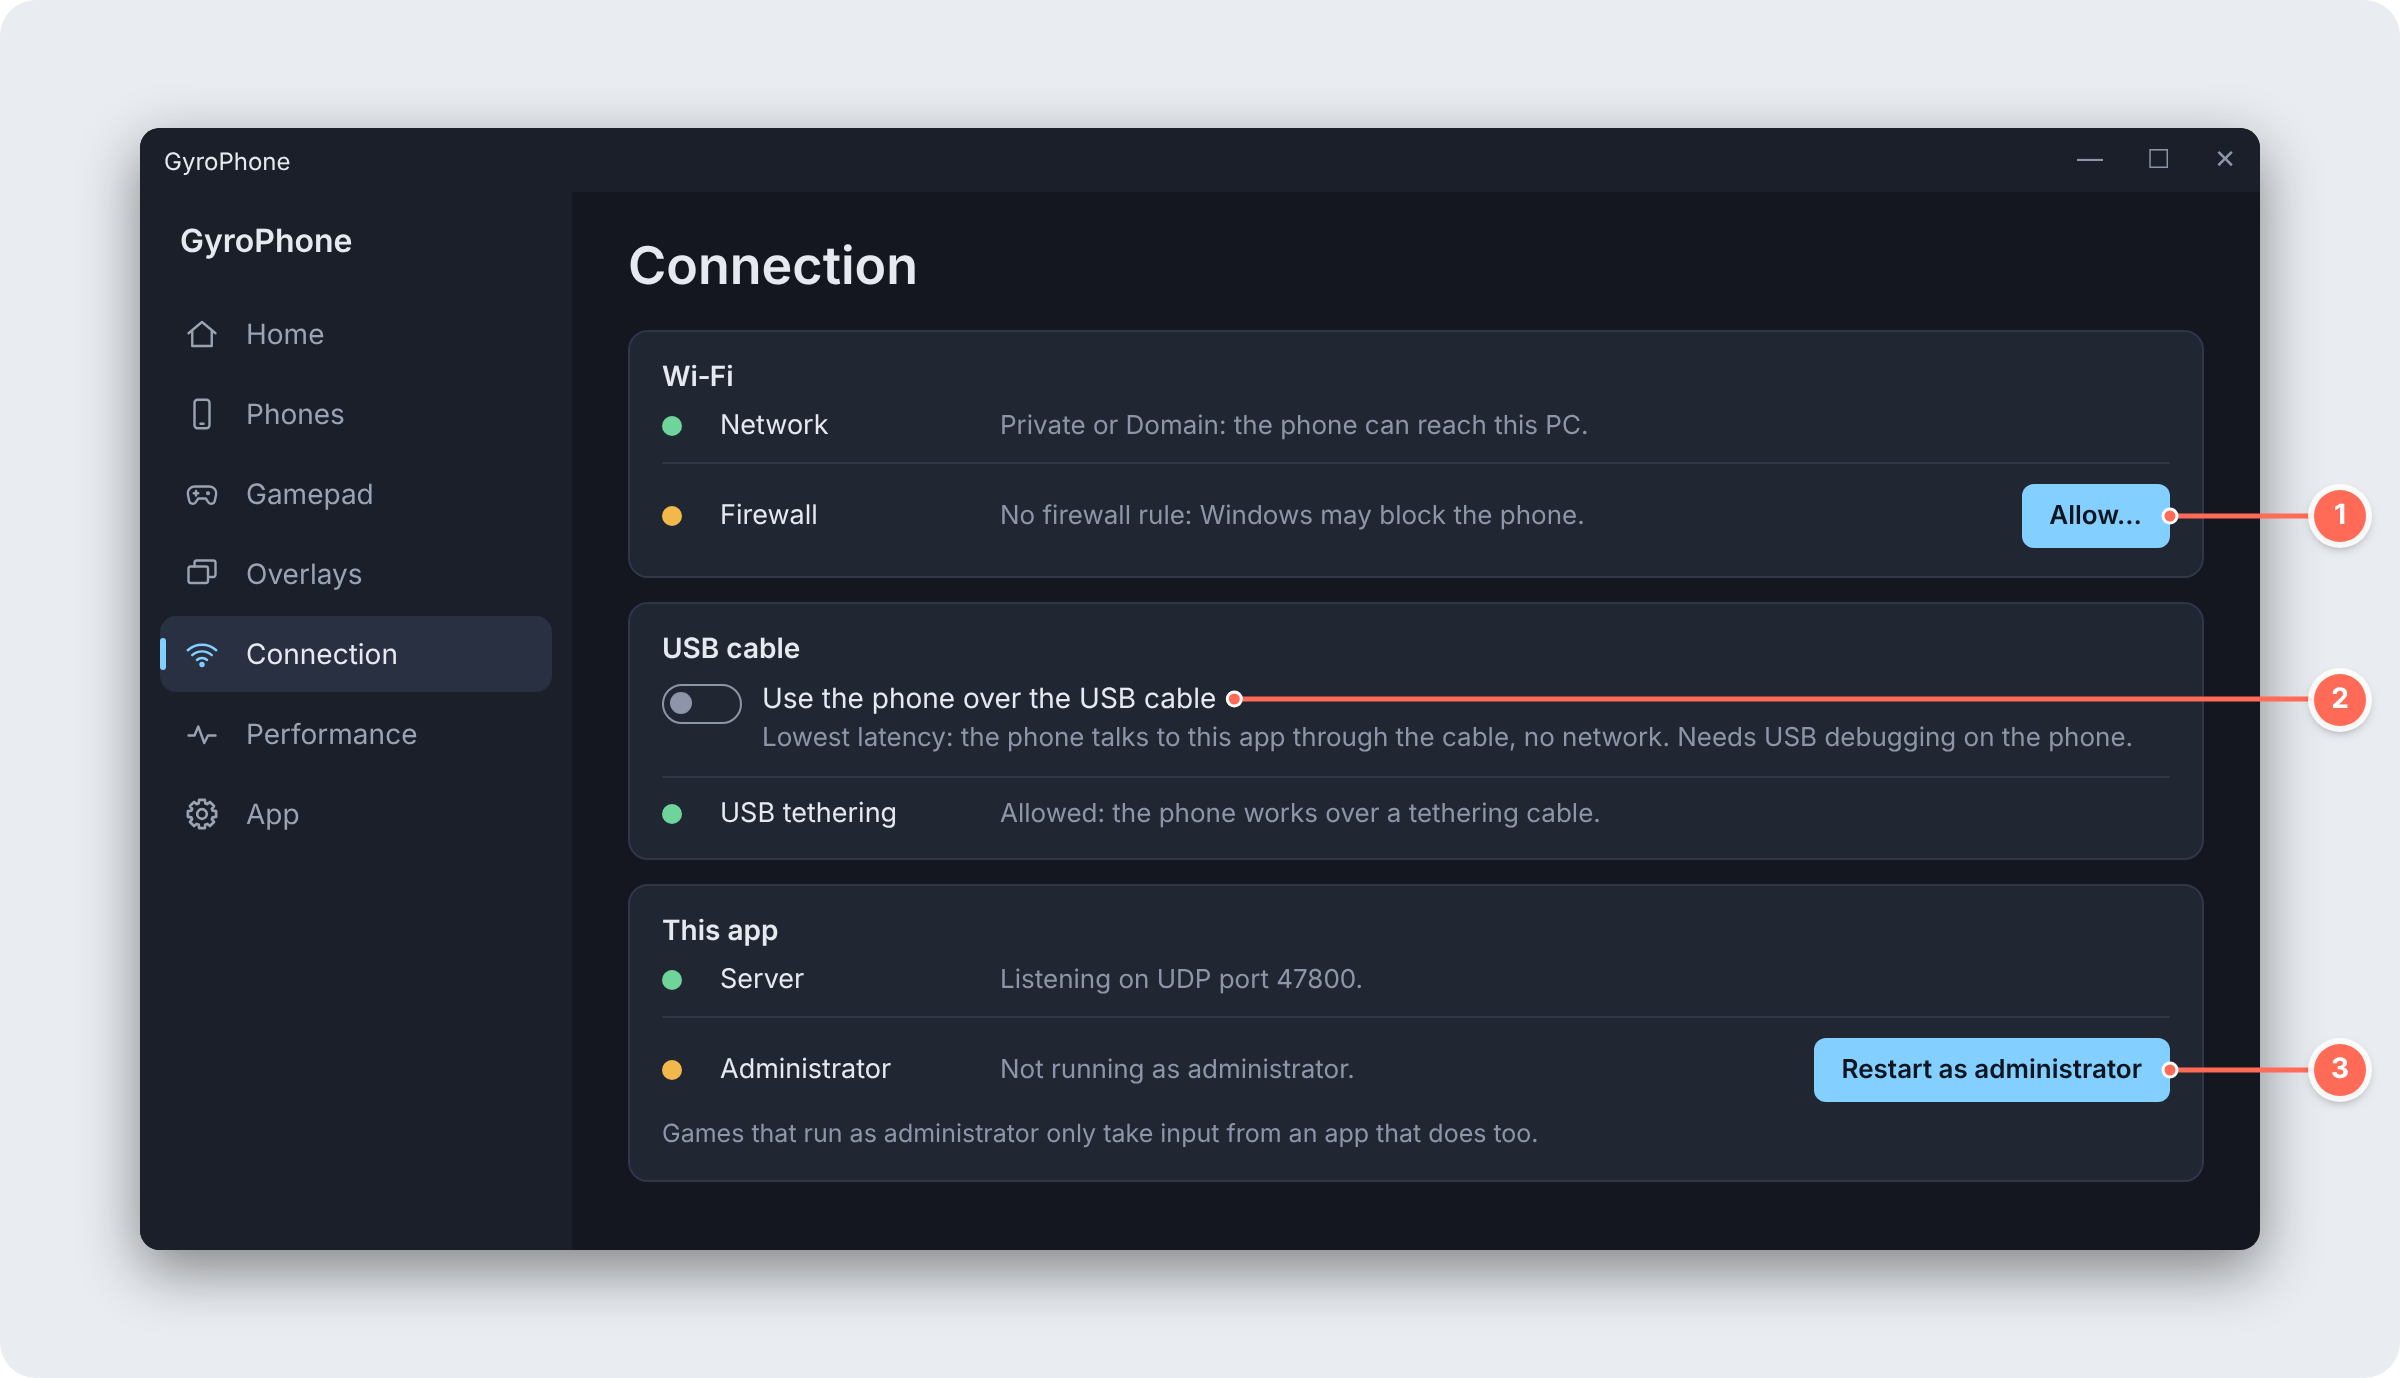 GyroPhone
GyroPhone
Home
Phones
Gamepad
Overlays
Connection
Performance
App
Connection
Wi-Fi
Network Private or Domain: the phone can reach this PC.
Firewall No firewall rule: Windows may block the phone. Allow... 1
USB cable
Use the phone over the USB cable 2
Lowest latency: the phone talks to this app through the cable, no network. Needs USB debugging on the phone.
USB tethering Allowed: the phone works over a tethering cable.
This app
Server Listening on UDP port 47800.
Administrator Not running as administrator. Restart as administrator 3
Games that run as administrator only take input from an app that does too.